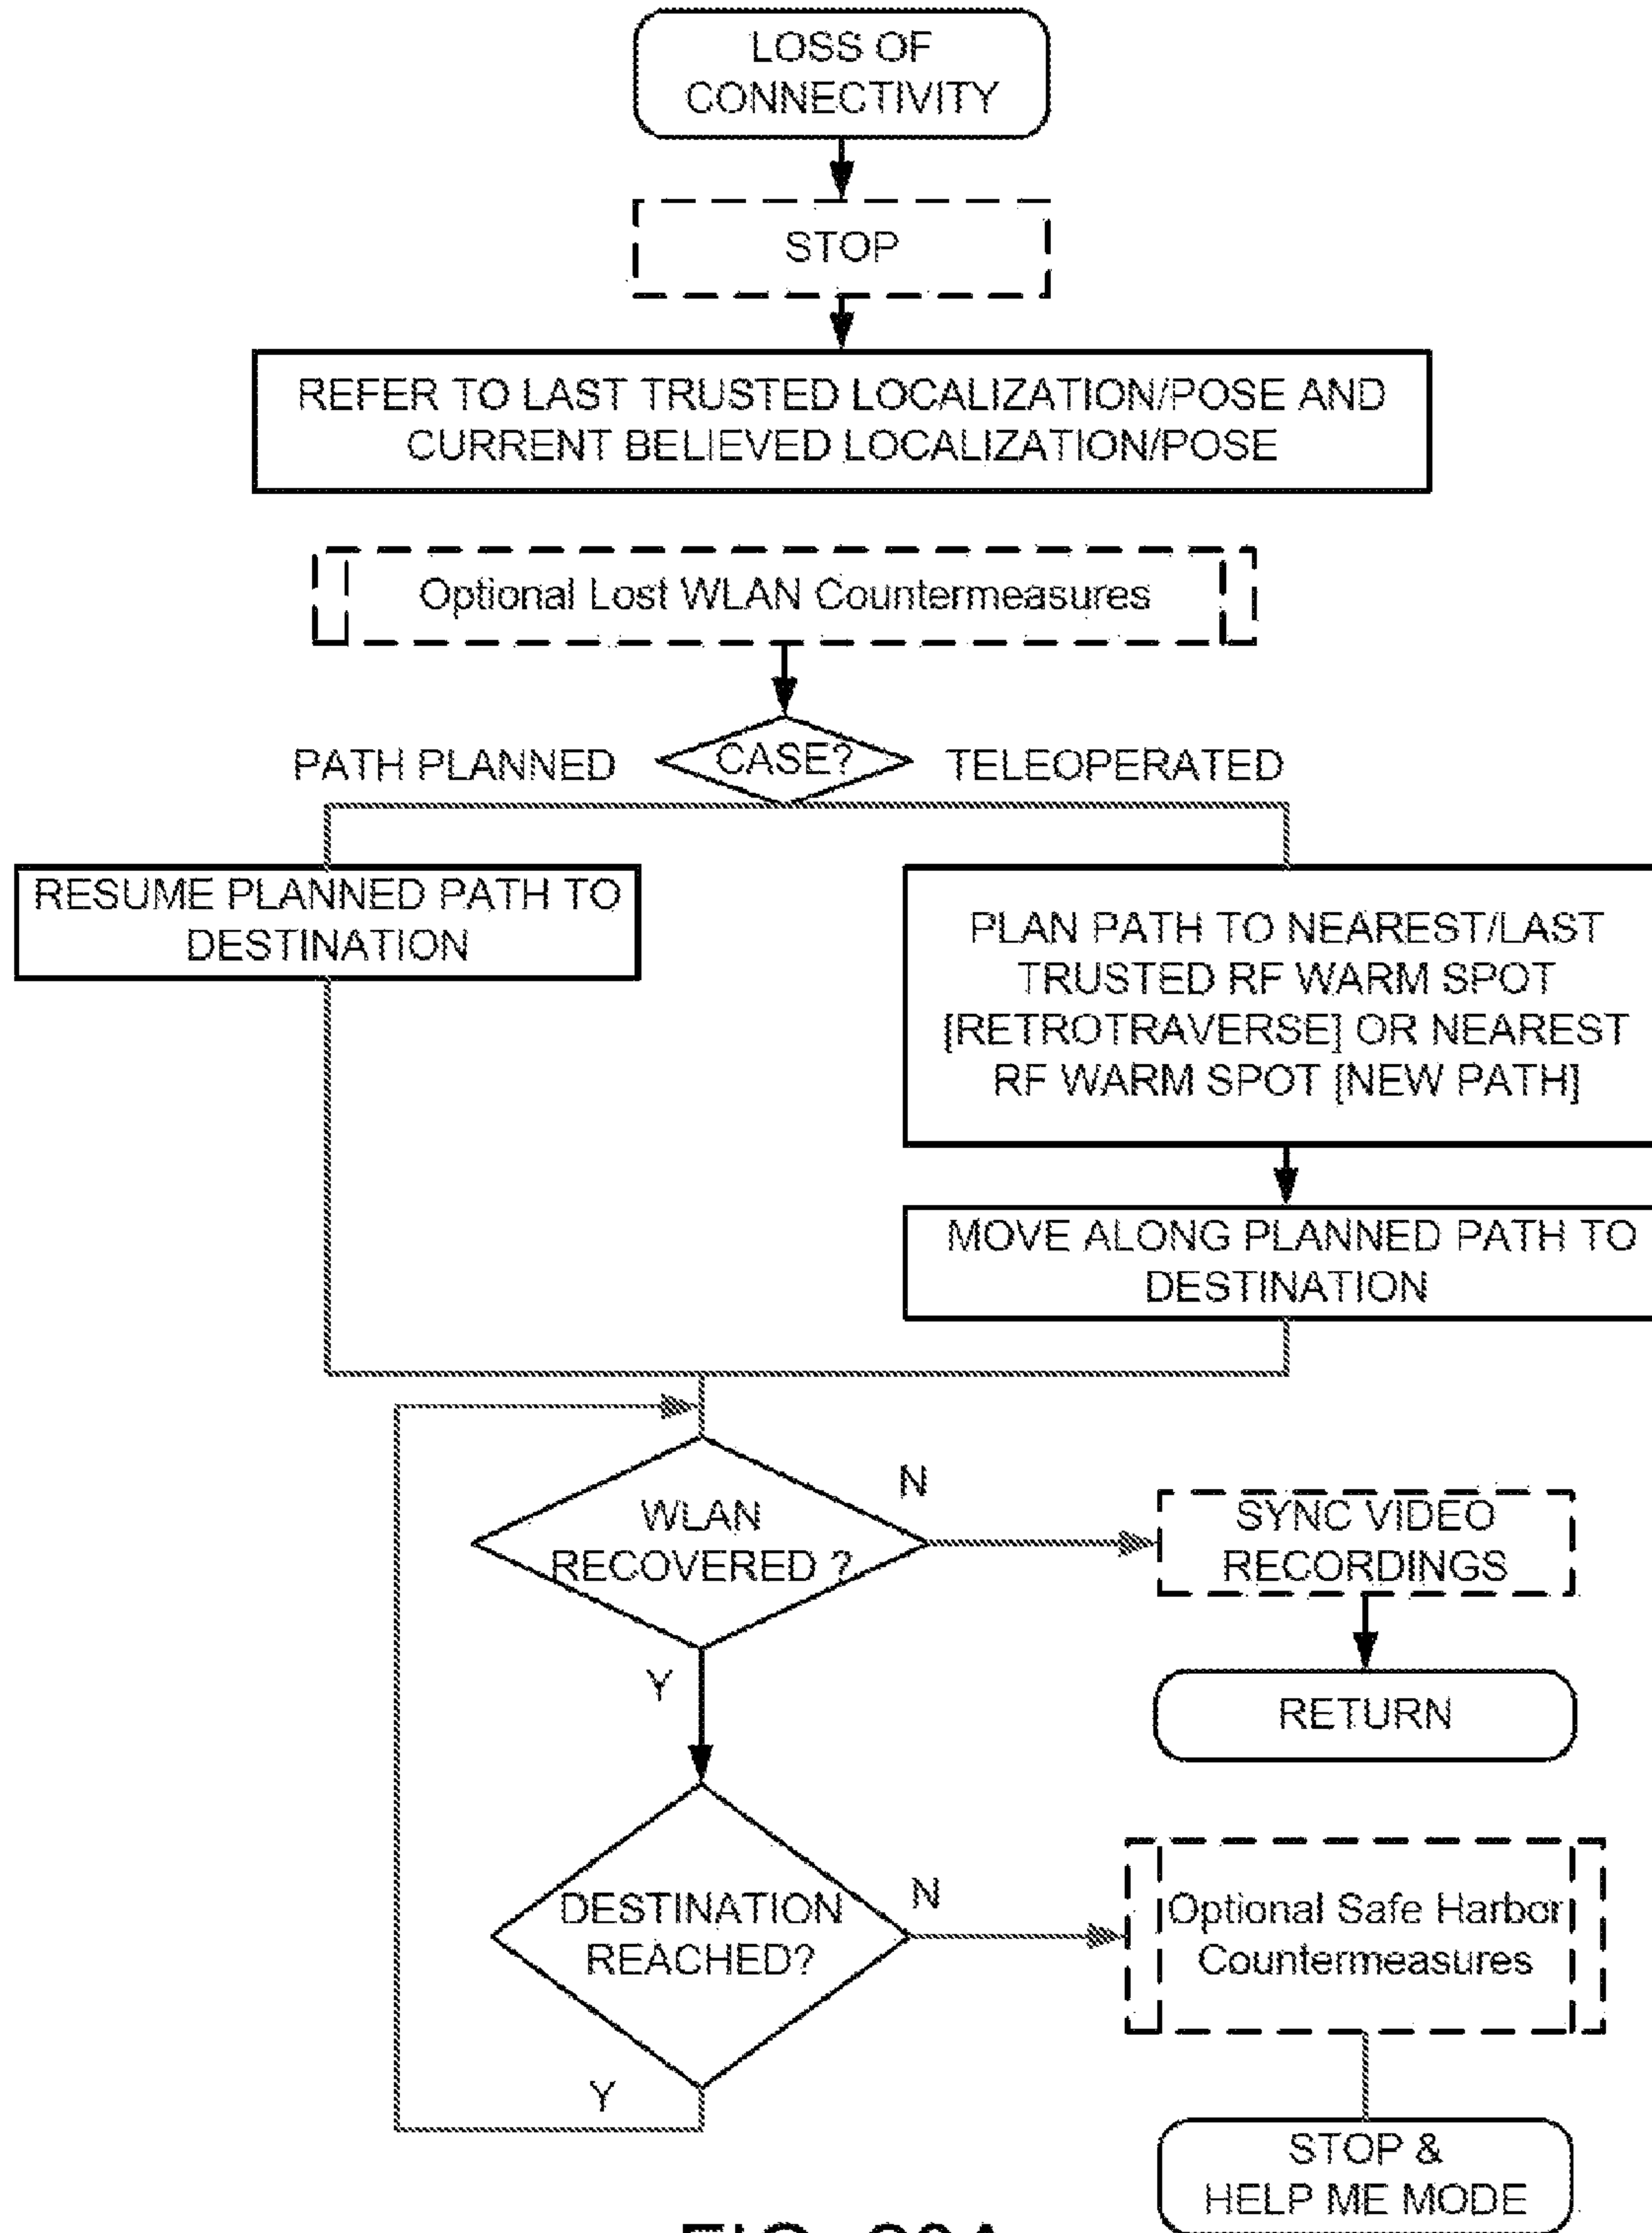 LOSS OF
CONNECTIVITY
STOP
REFER TO LAST TRUSTED LOCALIZATION/POSE AND
CURRENT BELIEVED LOCALIZATION/POSE
Optional Lost WLAN Countermeasures
PATH PLANNED
CASE?
TELEOPERATED
RESUME PLANNED PATH TO
DESTINATION
PLAN PATH TO NEAREST/LAST
TRUSTED RF WARM SPOT
[RETROTRAVERSE] OR NEAREST
RF WARM SPOT [NEW PATH]
MOVE ALONG PLANNED PATH TO
DESTINATION
WLAN
RECOVERED ?
N
SYNC VIDEO
RECORDINGS
Y
RETURN
DESTINATION
REACHED?
N
Optional Safe Harbor
Countermeasures
Y
STOP &
HELP ME MODE